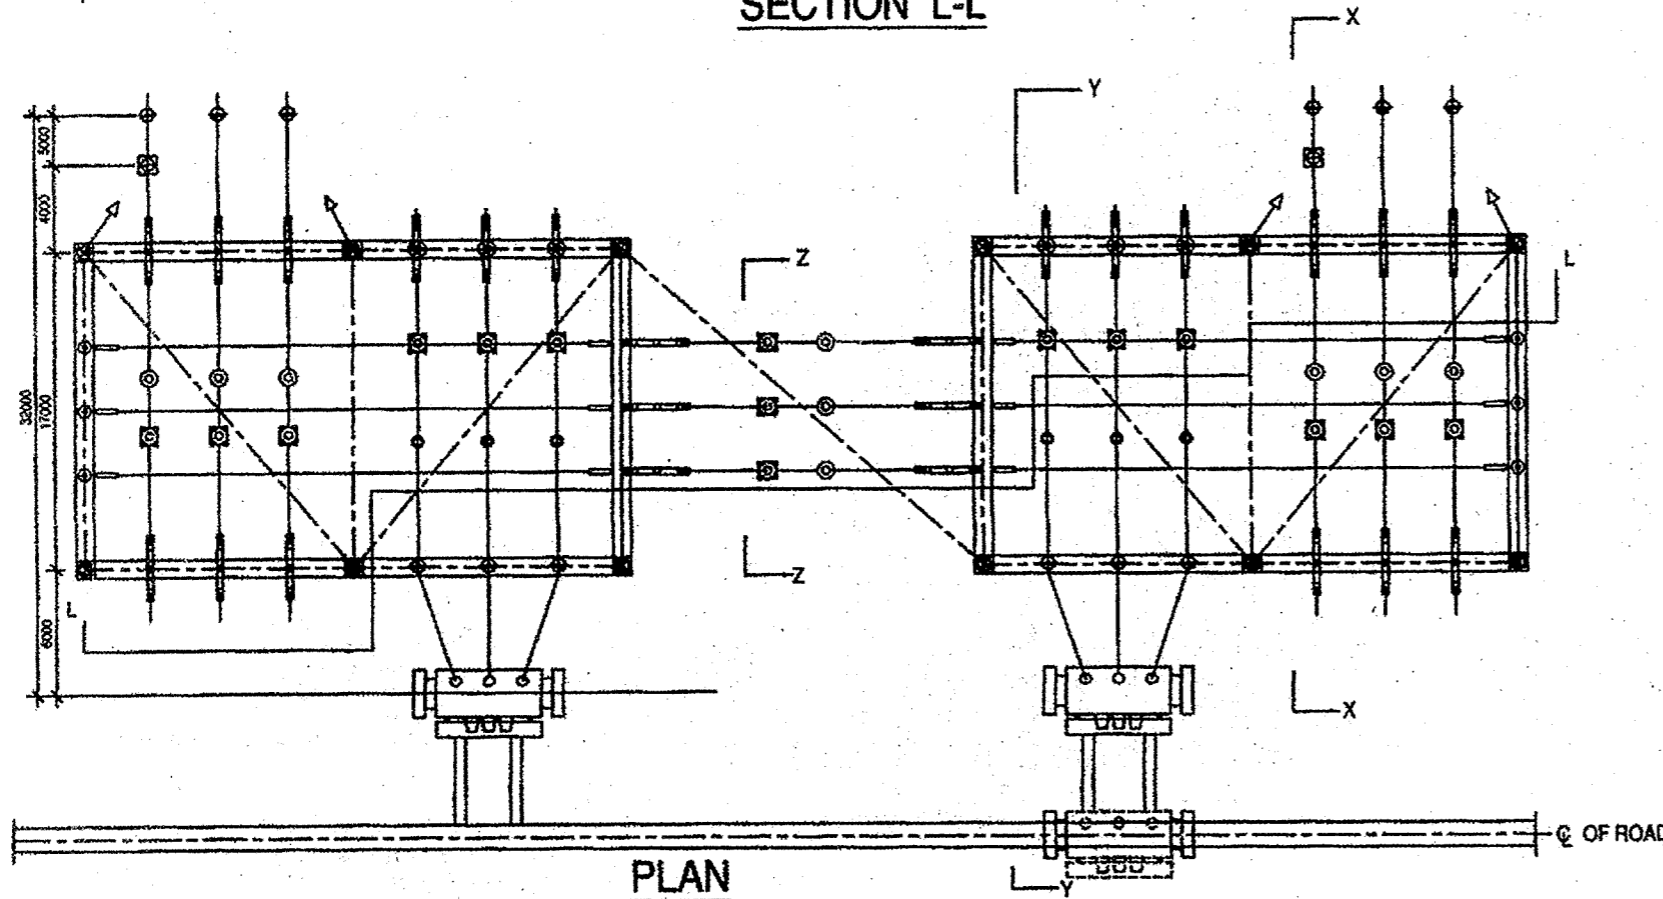 SECTION L-L
X
Y
5000
4000
Z
L
32000
17000
Z
L
6000
X
℄ OF ROAD
PLAN
Y